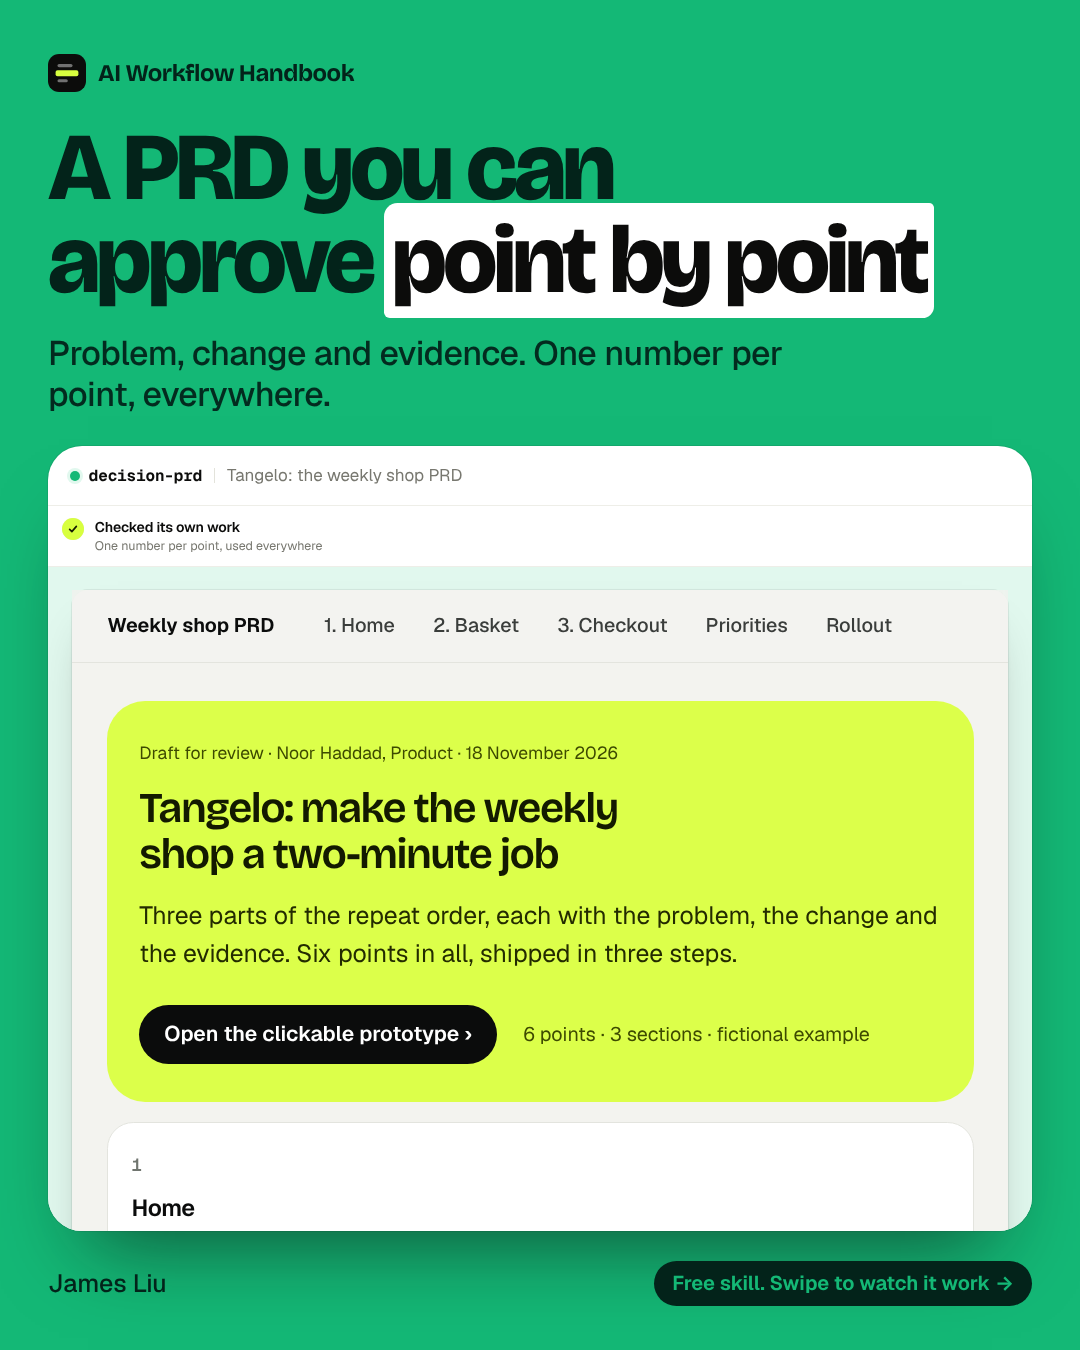 AI Workflow Handbook
A PRD you can
approve point by point
Problem, change and evidence. One number per
point, everywhere.
decision-prd
Tangelo: the weekly shop PRD
Checked its own work
One number per point, used everywhere
Weekly shop PRD
1. Home
2. Basket
3. Checkout
Priorities
Rollout
Draft for review · Noor Haddad, Product · 18 November 2026
Tangelo: make the weekly
shop a two-minute job
Three parts of the repeat order, each with the problem, the change and
the evidence. Six points in all, shipped in three steps.
Open the clickable prototype ›
6 points · 3 sections · fictional example
1
Home
James Liu
Free skill. Swipe to watch it work →